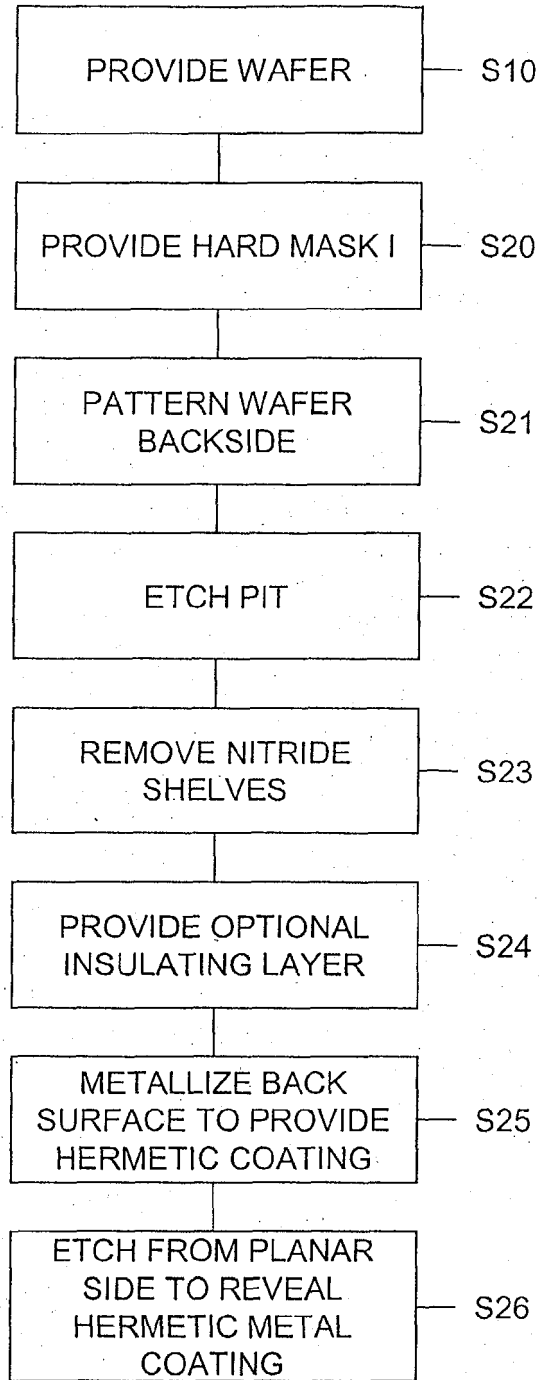 PROVIDE WAFER
S10
PROVIDE HARD MASK I
S20
PATTERN WAFER
BACKSIDE
S21
ETCH PIT
S22
REMOVE NITRIDE
SHELVES
S23
PROVIDE OPTIONAL
INSULATING LAYER
S24
METALLIZE BACK
SURFACE TO PROVIDE
HERMETIC COATING
S25
ETCH FROM PLANAR
SIDE TO REVEAL
HERMETIC METAL
COATING
S26